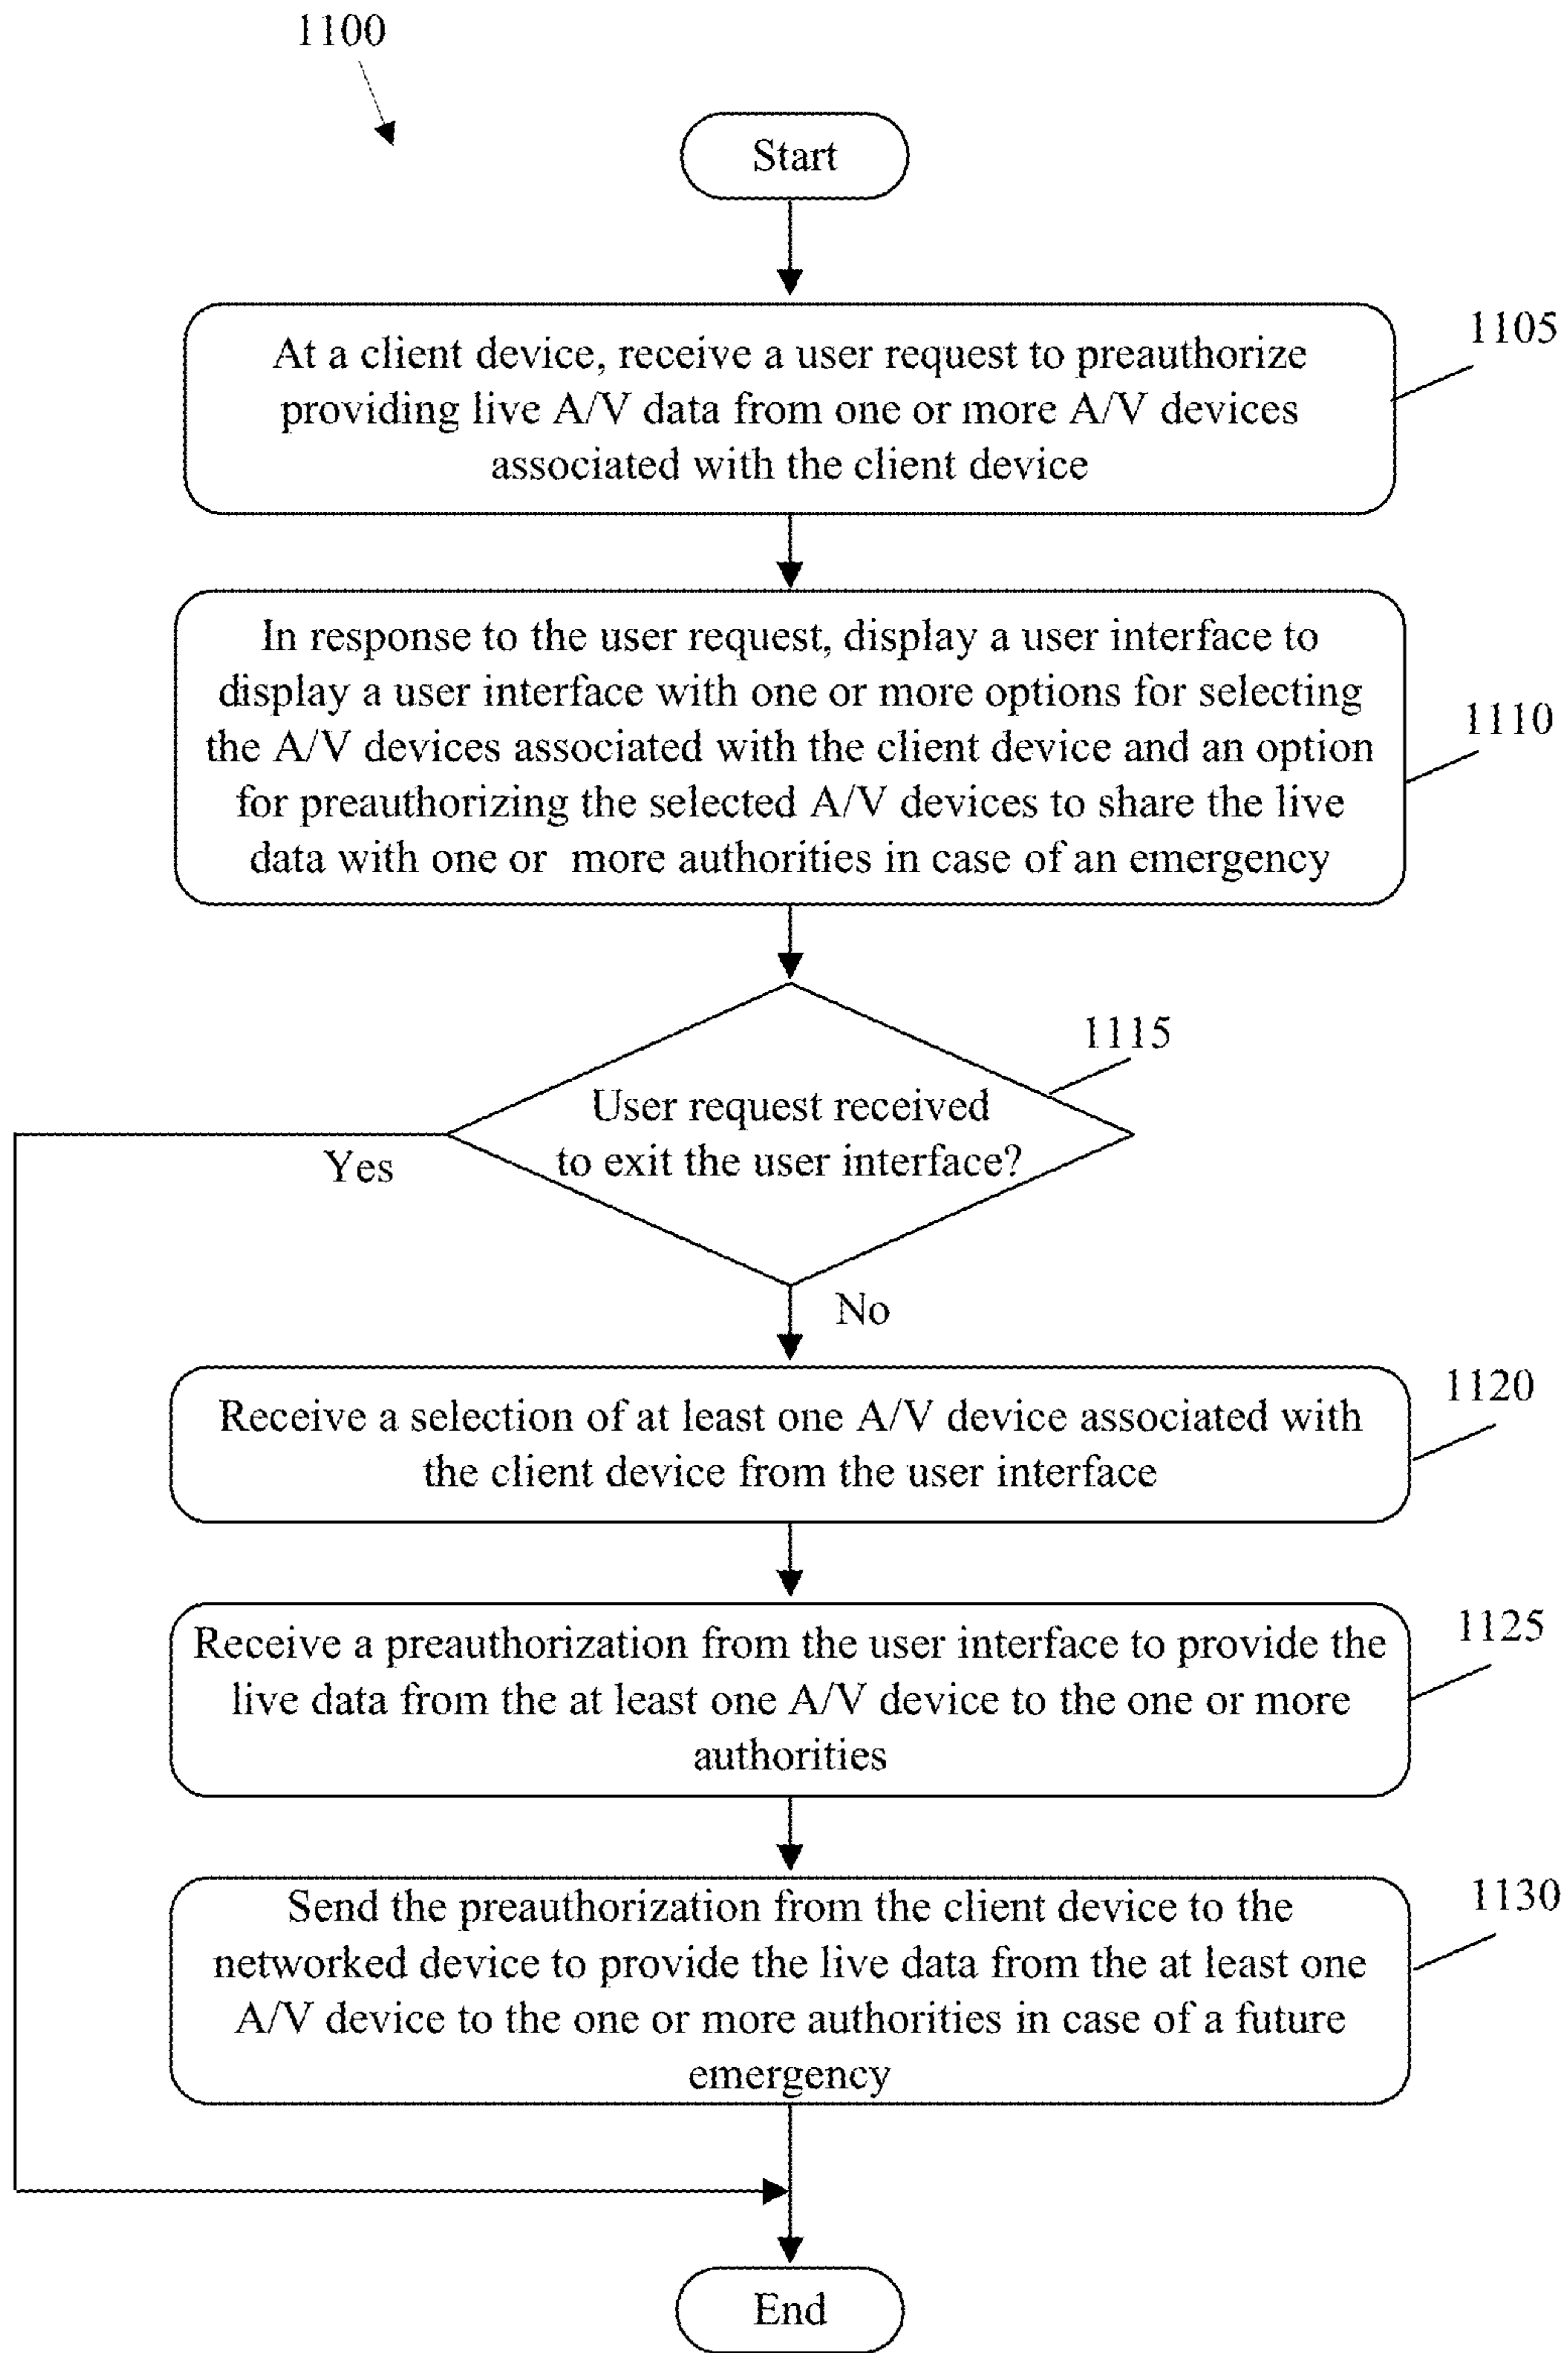 1100
Start
At a client device, receive a user request to preauthorize
providing live A/V data from one or more A/V devices
associated with the client device
1105
In response to the user request, display a user interface to
display a user interface with one or more options for selecting
the A/V devices associated with the client device and an option
for preauthorizing the selected A/V devices to share the live
data with one or more authorities in case of an emergency
1110
User request received
to exit the user interface?
1115
Yes
No
Receive a selection of at least one A/V device associated with
the client device from the user interface
1120
Receive a preauthorization from the user interface to provide the
live data from the at least one A/V device to the one or more
authorities
1125
Send the preauthorization from the client device to the
networked device to provide the live data from the at least one
A/V device to the one or more authorities in case of a future
emergency
1130
End